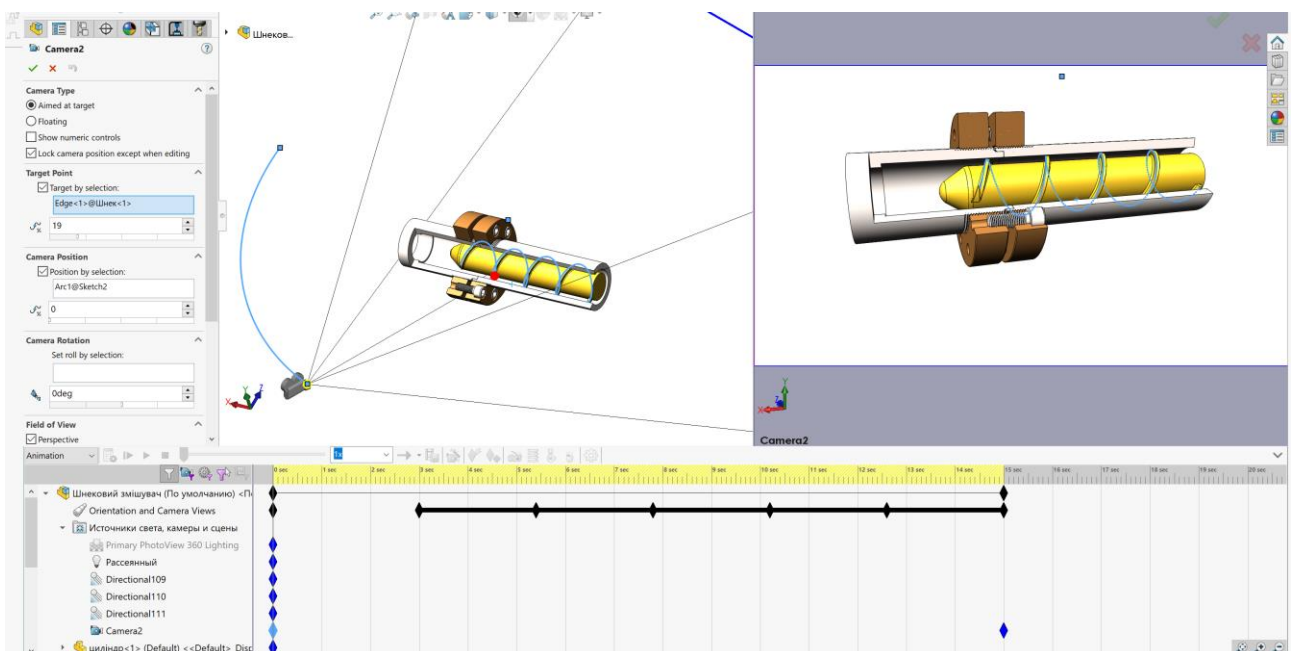 Шнеков...
Camera2
Camera Type
Aimed at target
Floating
Show numeric controls
Lock camera position except when editing
Target Point
Target by selection:
Edge<1>@Шнек<1>
19
Camera Position
Position by selection:
Arc1@Sketch2
0
Camera Rotation
Set roll by selection:
0deg
Field of View
Perspective
X Y Z
X Y Z
Camera2
Animation
1x
0 sec 1 sec 2 sec 3 sec 4 sec 5 sec 6 sec 7 sec 8 sec 9 sec 10 sec 11 sec 12 sec 13 sec 14 sec 15 sec 16 sec 17 sec 18 sec 19 sec 20 sec
Шнековий змішувач (По умолчанию) <П
Orientation and Camera Views
Источники света, камеры и сцены
Primary PhotoView 360 Lighting
Рассеянный
Directional109
Directional110
Directional111
Camera2
циліндр<1> (Default) <<Default>_Disp